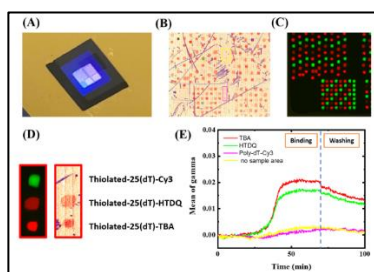 (A)
(B)
(C)
(D)
Thiolated-25(dT)-Cy3
Thiolated-25(dT)-HTDQ
Thiolated-25(dT)-TBA
(E)
Mean of gamma
0,04
0,03
0,02
0,01
0,00
-0,01
Binding
Washing
TBA
HTDQ
Poly-dT-Cy3
no sample area
0
20
40
60
80
100
Time (min)